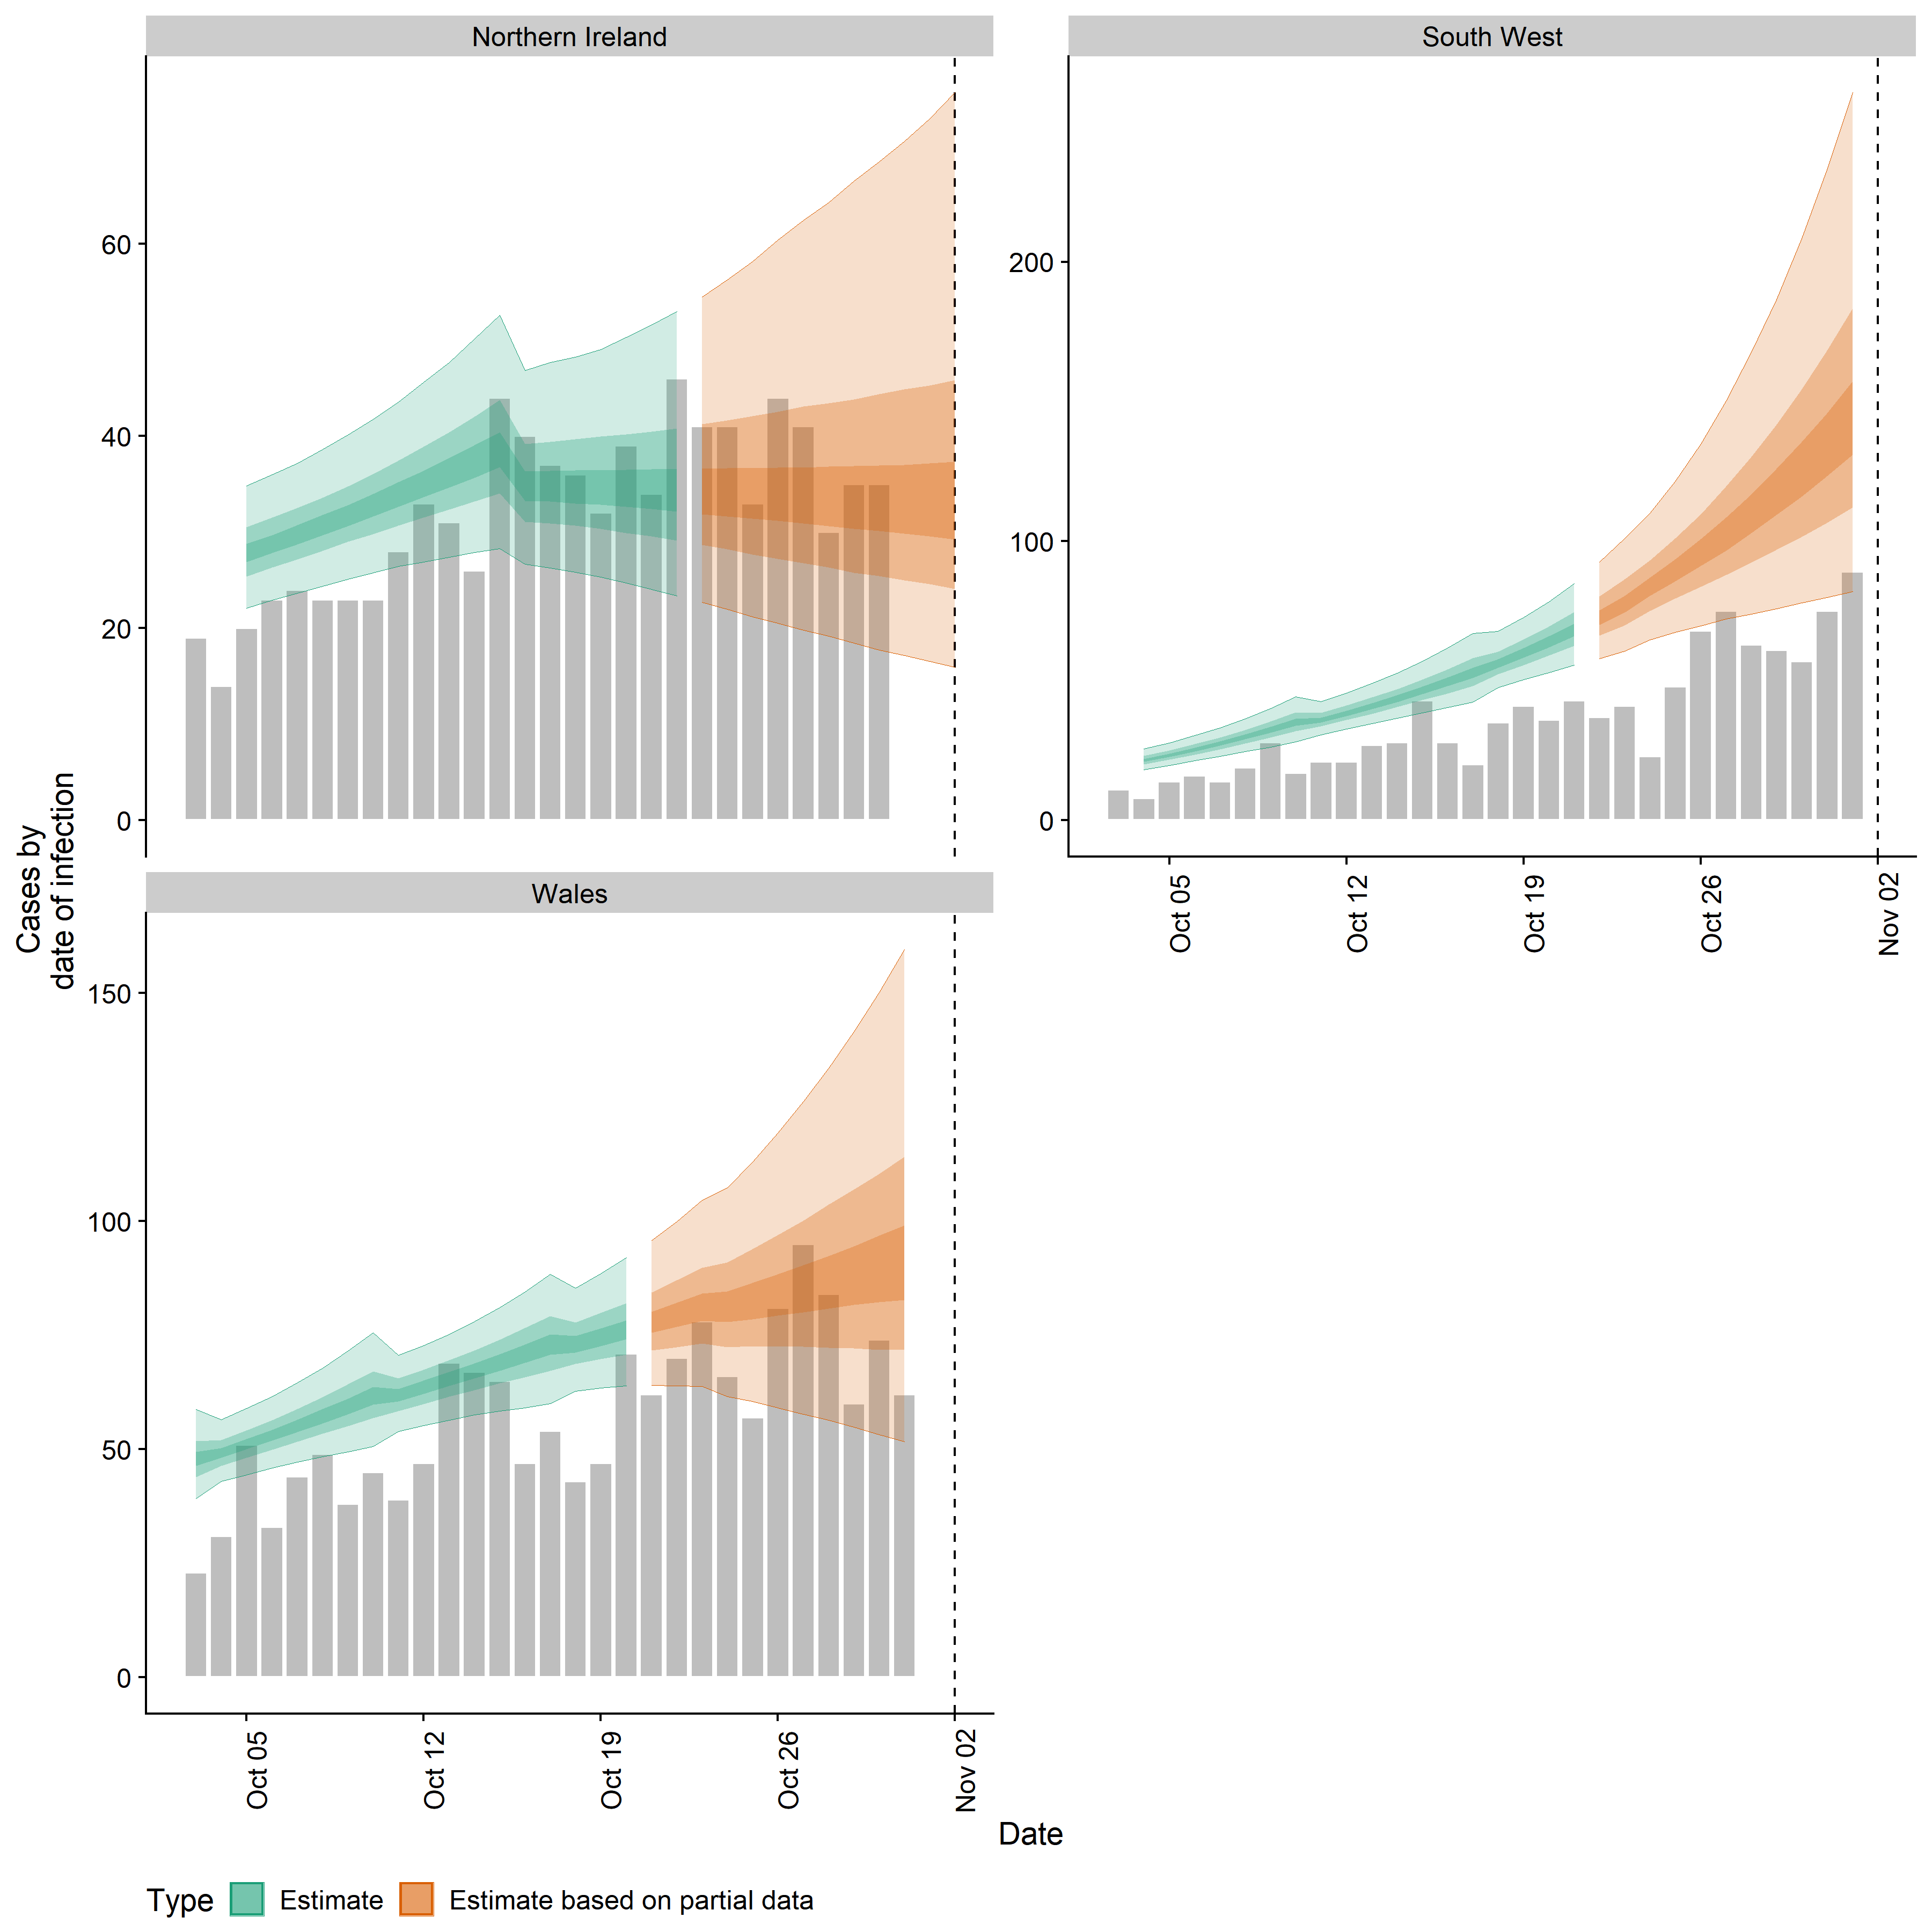 Northern Ireland
South West
60
40
20
0
200
100
0
Oct 05
Oct 12
Oct 19
Oct 26
Nov 02
Cases by
date of infection
Wales
150
100
50
0
Oct 05
Oct 12
Oct 19
Oct 26
Nov 02
Date
Type Estimate Estimate based on partial data